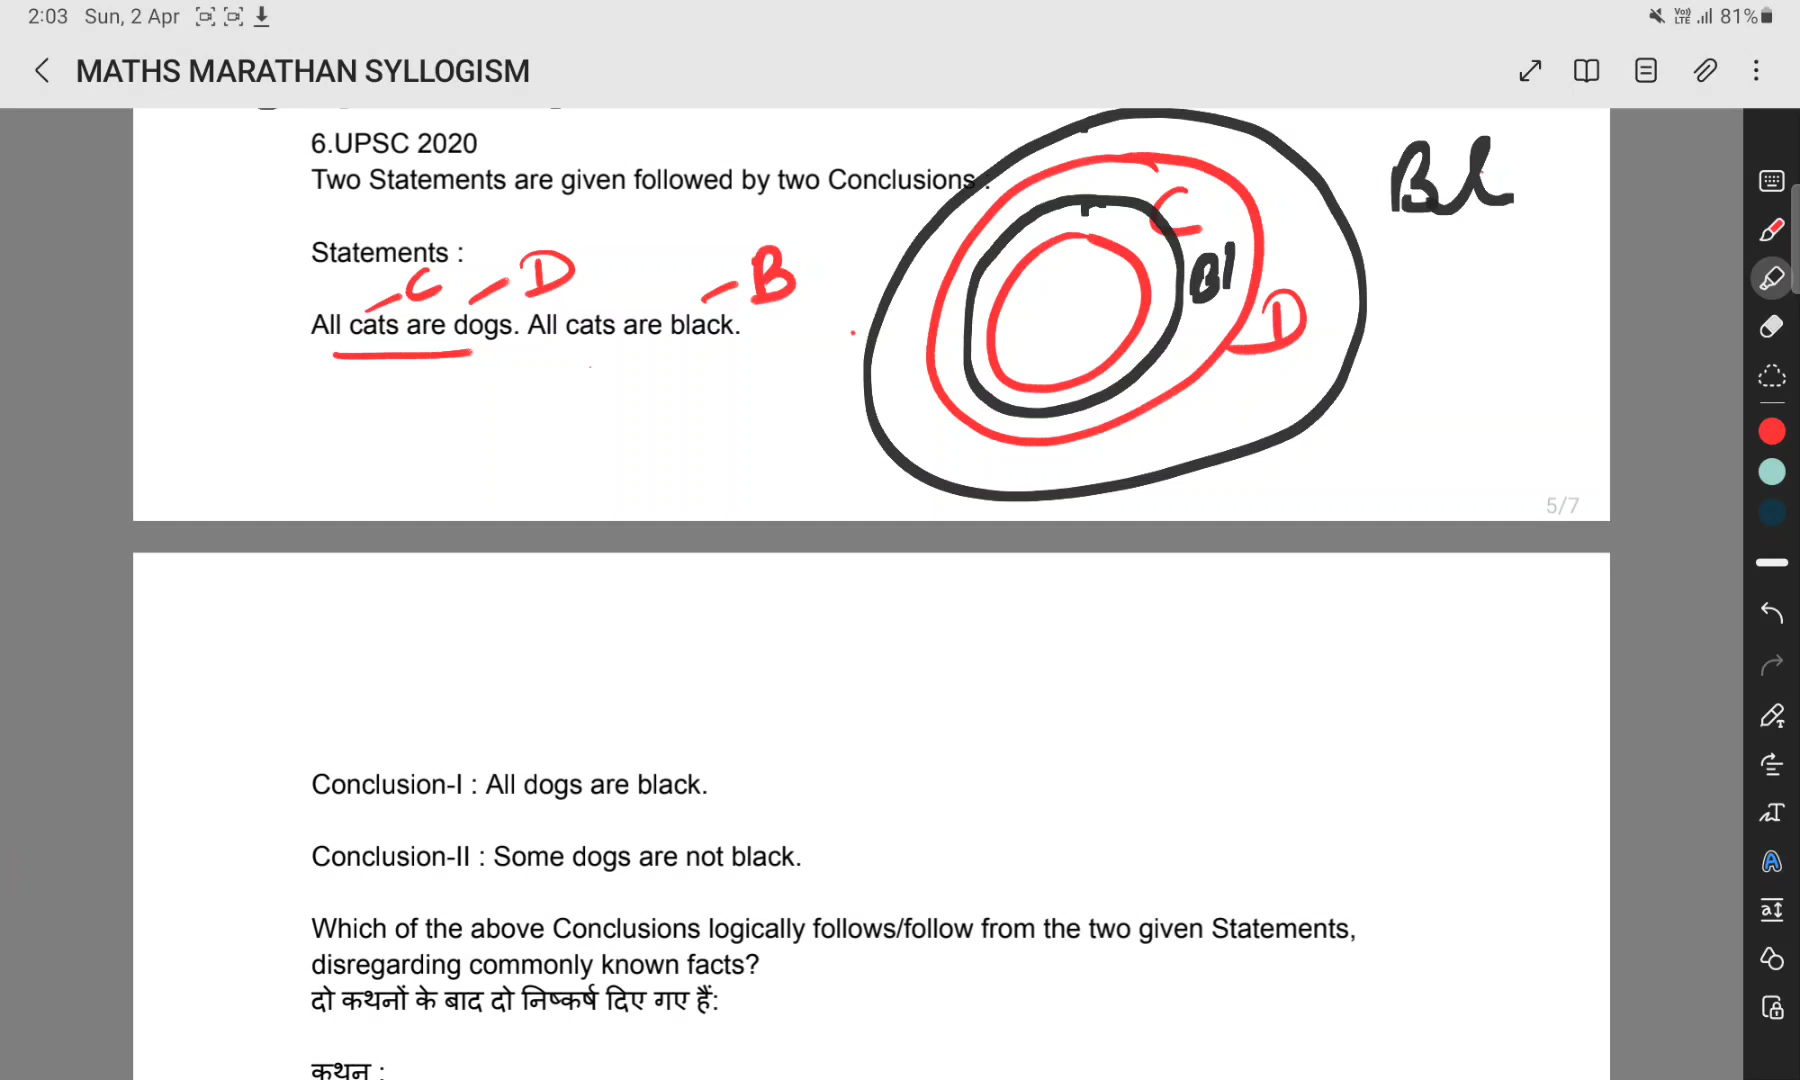 2:03 Sun, 2 Apr
Vo) LTE 81%
MATHS MARATHAN SYLLOGISM
6.UPSC 2020
Two Statements are given followed by two Conclusions :
Bl
C
Statements :
C D B
Bl
D
All cats are dogs. All cats are black.
5/7
Conclusion-I : All dogs are black.
Conclusion-II : Some dogs are not black.
Which of the above Conclusions logically follows/follow from the two given Statements,
disregarding commonly known facts?
दो कथनों के बाद दो निष्कर्ष दिए गए हैं:
कथन :